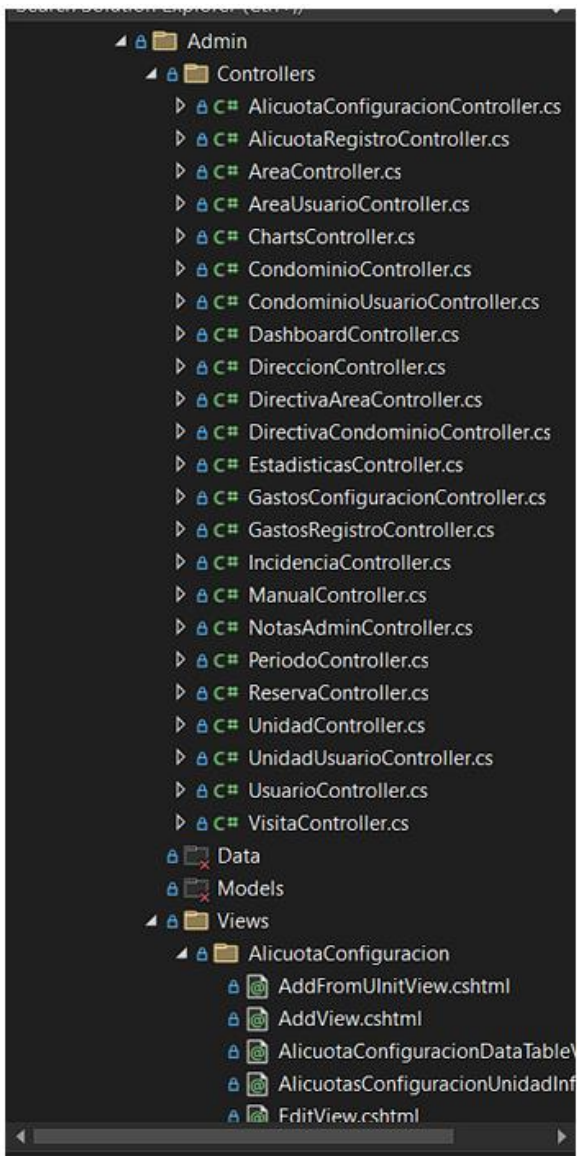 Admin
Controllers
C# AlicuotaConfiguracionController.cs
C# AlicuotaRegistroController.cs
C# AreaController.cs
C# AreaUsuarioController.cs
C# ChartsController.cs
C# CondominioController.cs
C# CondominioUsuarioController.cs
C# DashboardController.cs
C# DireccionController.cs
C# DirectivaAreaController.cs
C# DirectivaCondominioController.cs
C# EstadisticasController.cs
C# GastosConfiguracionController.cs
C# GastosRegistroController.cs
C# IncidenciaController.cs
C# ManualController.cs
C# NotasAdminController.cs
C# PeriodoController.cs
C# ReservaController.cs
C# UnidadController.cs
C# UnidadUsuarioController.cs
C# UsuarioController.cs
C# VisitaController.cs
Data
Models
Views
AlicuotaConfiguracion
@ AddFromUInitView.cshtml
@ AddView.cshtml
@ AlicuotaConfiguracionDataTable
@ AlicuotasConfiguracionUnidadInf
@ EditView.cshtml